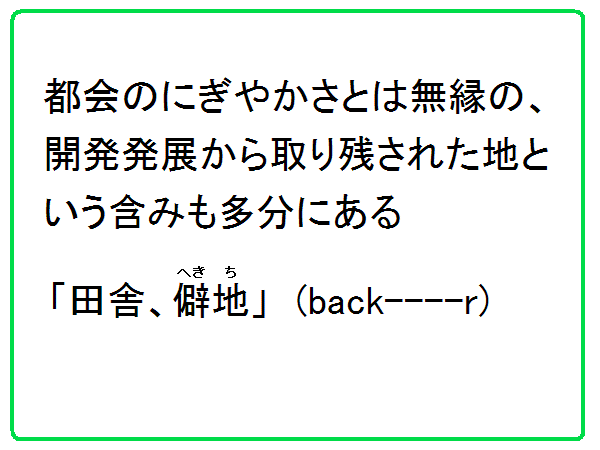 都会のにぎやかさとは無縁の、
開発発展から取り残された地と
いう含みも多分にある
へき ち
「田舎、僻地」 (back----r)